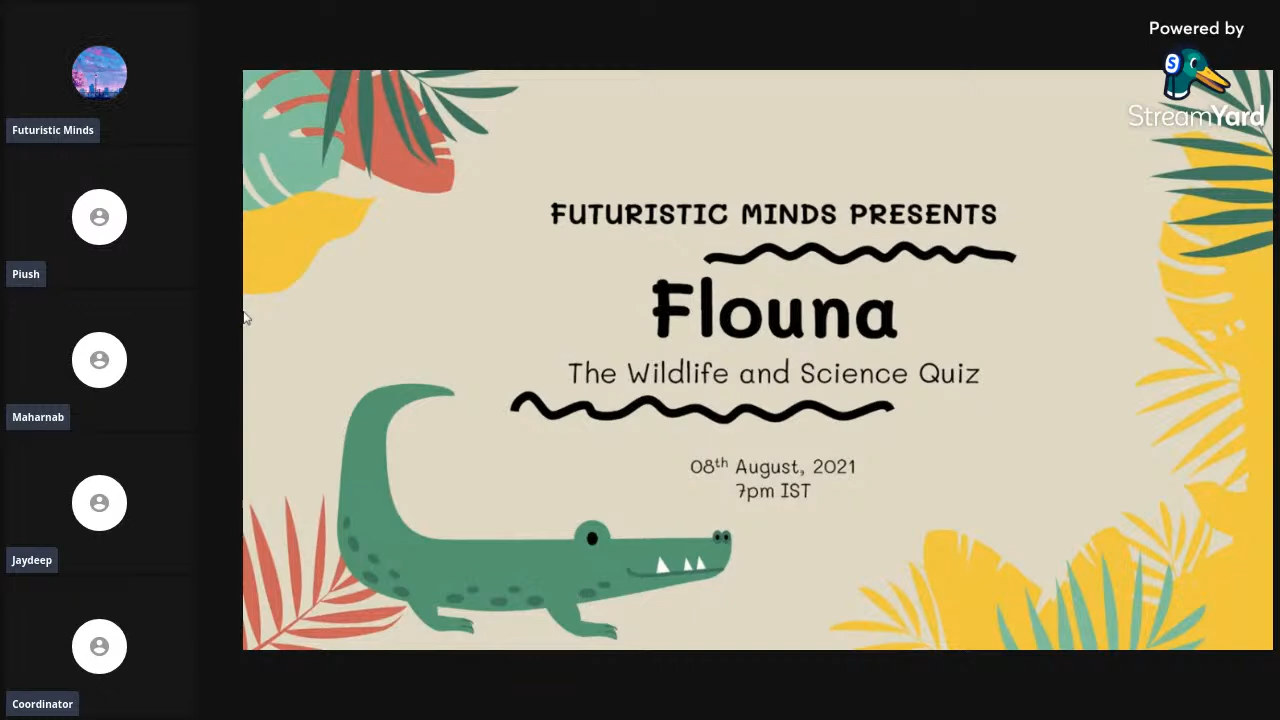 Futuristic Minds
Piush
Maharnab
Jaydeep
Coordinator
Powered by
S
StreamYard
FUTURISTIC MINDS PRESENTS
Flouna
The Wildlife and Science Quiz
08th August, 2021
7pm IST